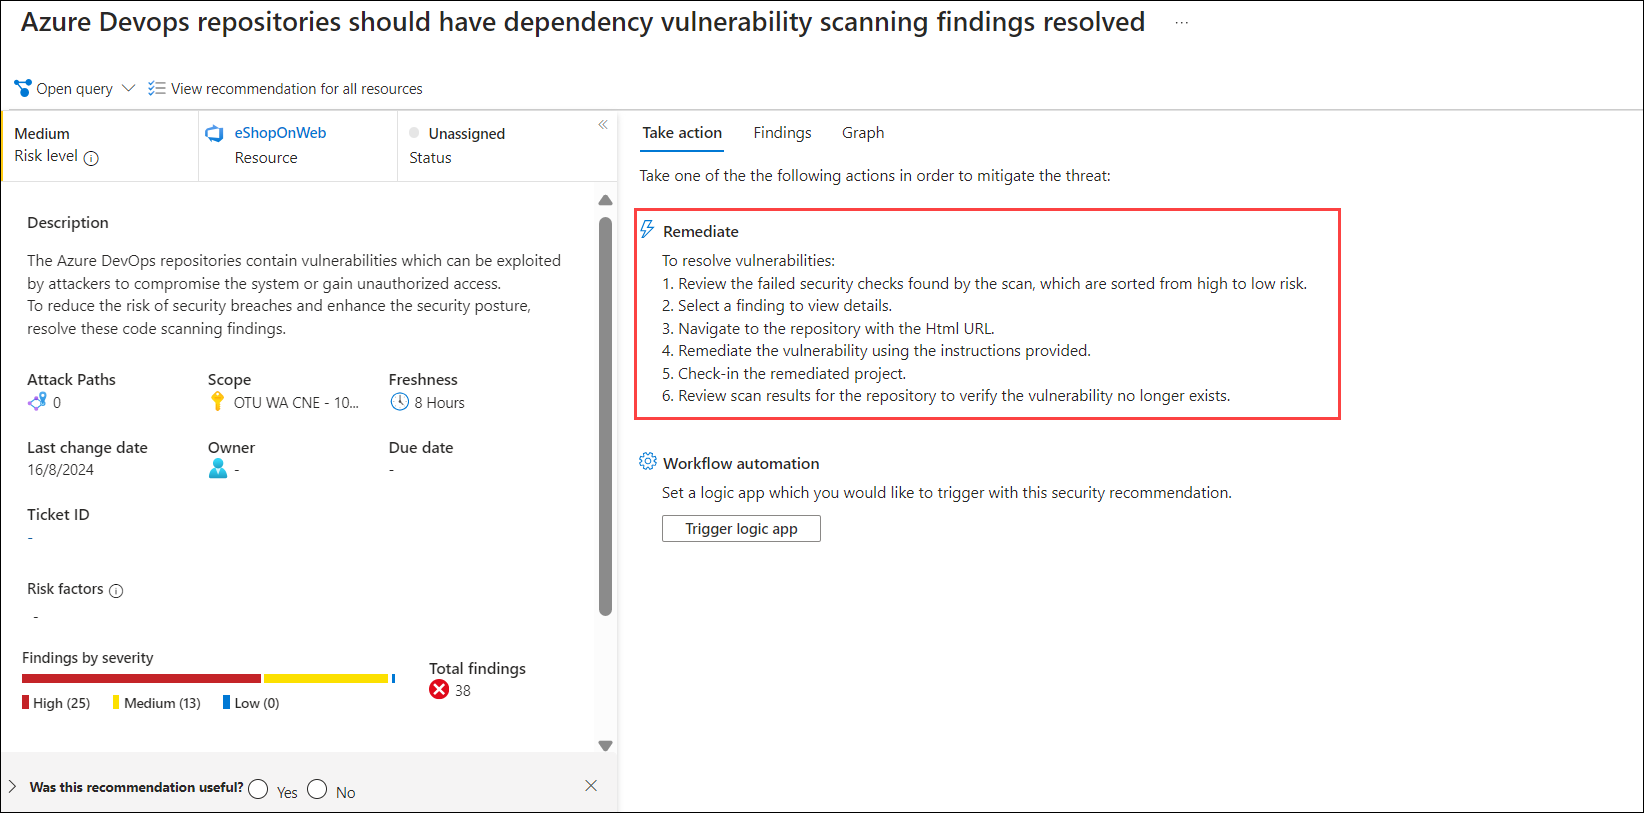 Azure Devops repositories should have dependency vulnerability scanning findings resolved ...
Open query
View recommendation for all resources
Medium
Risk level
eShopOnWeb
Resource
Unassigned
Status
«
Description
The Azure DevOps repositories contain vulnerabilities which can be exploited
by attackers to compromise the system or gain unauthorized access.
To reduce the risk of security breaches and enhance the security posture,
resolve these code scanning findings.
Attack Paths
0
Scope
OTU WA CNE - 10...
Freshness
8 Hours
Last change date
16/8/2024
Owner
-
Due date
-
Ticket ID
-
Risk factors
-
Findings by severity
High (25)
Medium (13)
Low (0)
Total findings
38
Was this recommendation useful?
Yes
No
Take action
Findings
Graph
Take one of the the following actions in order to mitigate the threat:
Remediate
To resolve vulnerabilities:
1. Review the failed security checks found by the scan, which are sorted from high to low risk.
2. Select a finding to view details.
3. Navigate to the repository with the Html URL.
4. Remediate the vulnerability using the instructions provided.
5. Check-in the remediated project.
6. Review scan results for the repository to verify the vulnerability no longer exists.
Workflow automation
Set a logic app which you would like to trigger with this security recommendation.
Trigger logic app